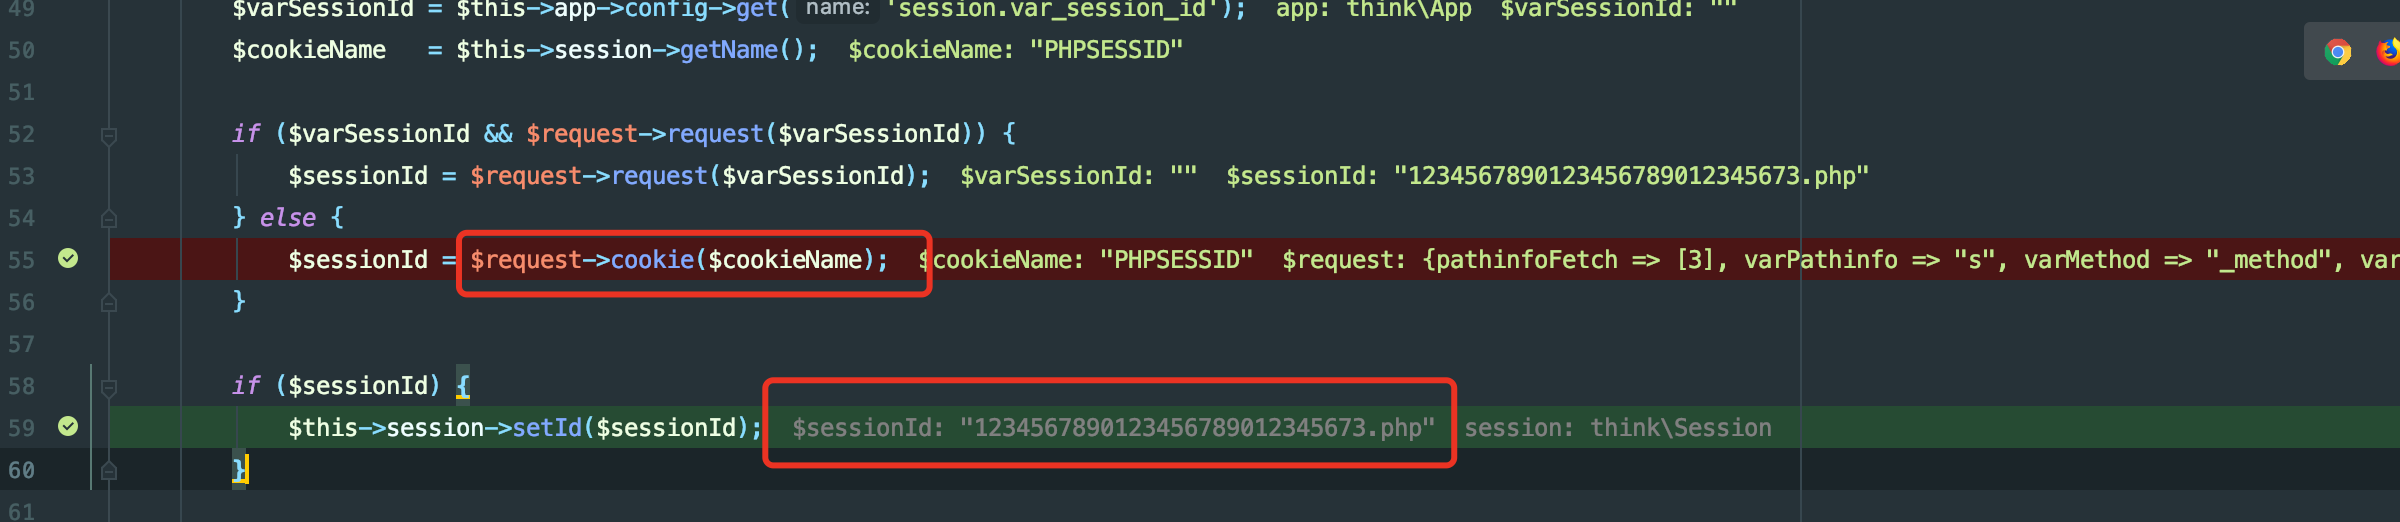 49 $varSessionId = $this->app->config->get( name: 'session.var_session_id'); app: think\App $varSessionId: ""
50 $cookieName = $this->session->getName(); $cookieName: "PHPSESSID"
51
52 if ($varSessionId && $request->request($varSessionId)) {
53 $sessionId = $request->request($varSessionId); $varSessionId: "" $sessionId: "12345678901234567890123​45673.php"
54 } else {
55 $sessionId = $request->cookie($cookieName); $cookieName: "PHPSESSID" $request: {pathinfoFetch => [3], varPathinfo => "s", varMethod => "_method", var
56 }
57
58 if ($sessionId) {
59 $this->session->setId($sessionId); $sessionId: "1234567890123456789012345673.php" session: think\Session
60 }
61